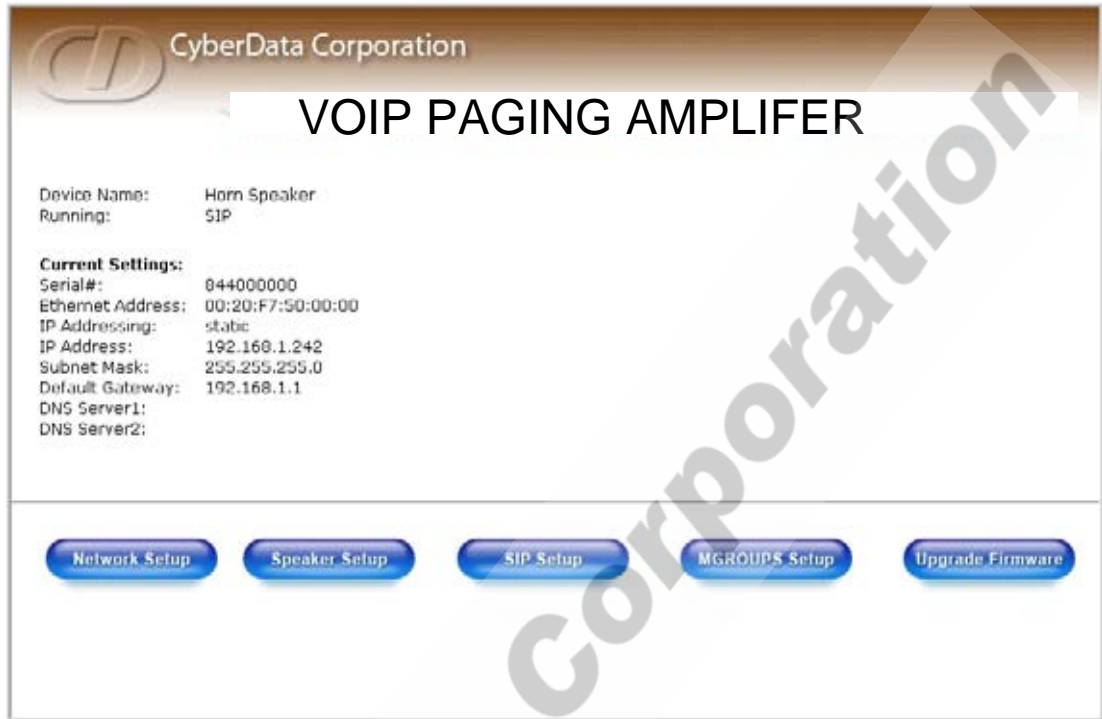 CyberData Corporation
VOIP PAGING AMPLIFER
Device Name: Horn Speaker
Running: SIP
Current Settings:
Serial#: 844000000
Ethernet Address: 00:20:F7:50:00:00
IP Addressing: static
IP Address: 192.168.1.242
Subnet Mask: 255.255.255.0
Default Gateway: 192.168.1.1
DNS Server1:
DNS Server2:
Network Setup Speaker Setup SIP Setup MGROUPS Setup Upgrade Firmware
Corporation